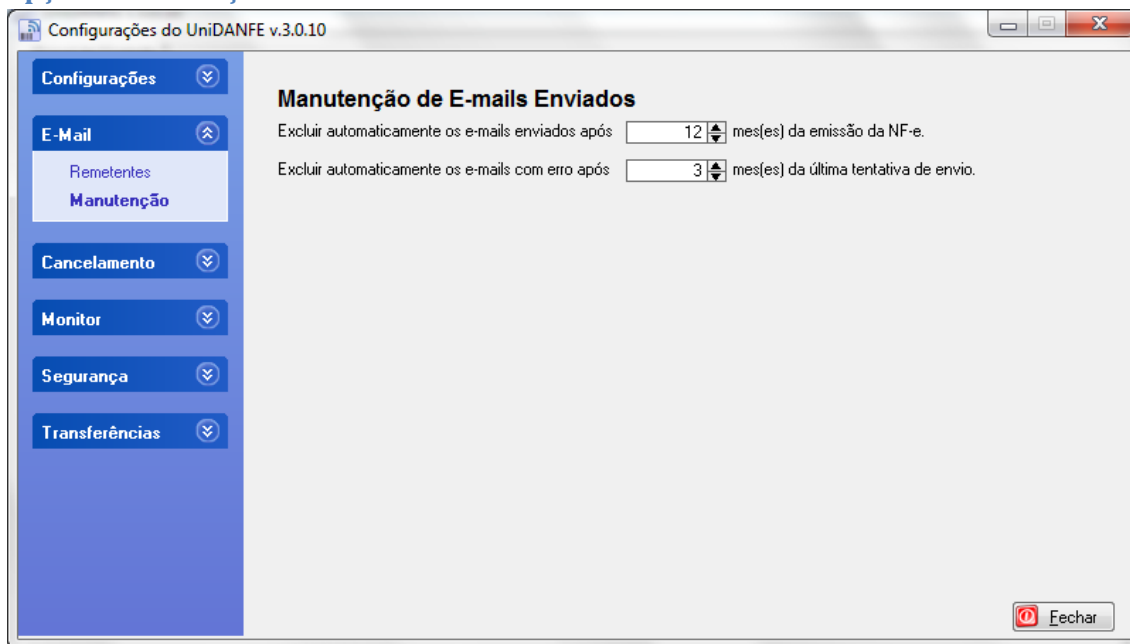 Configurações do UniDANFE v.3.0.10
Configurações
E-Mail
Remetentes
Manutenção
Cancelamento
Monitor
Segurança
Transferências
Manutenção de E-mails Enviados
Excluir automaticamente os e-mails enviados após 12 mes(es) da emissão da NF-e.
Excluir automaticamente os e-mails com erro após 3 mes(es) da última tentativa de envio.
Fechar